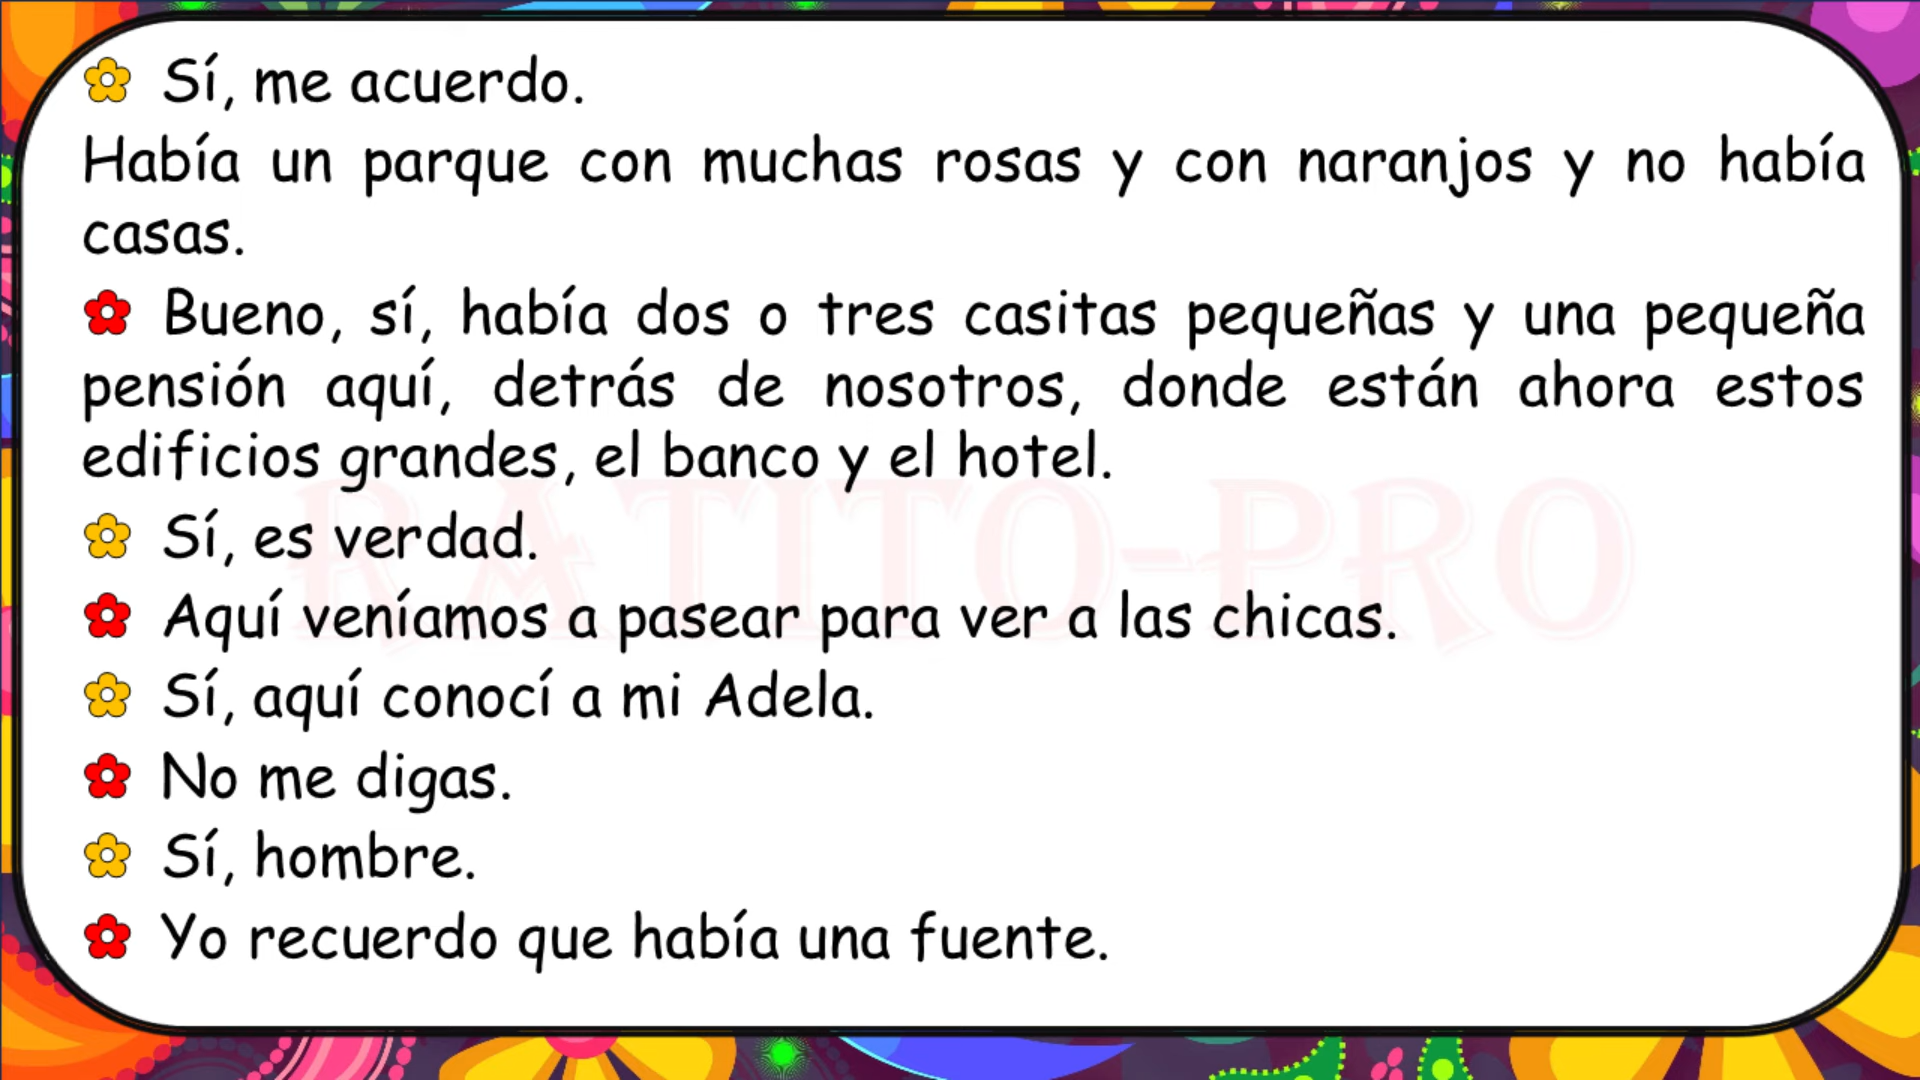 Sí, me acuerdo.
Había un parque con muchas rosas y con naranjos y no había
casas.
Bueno, sí, había dos o tres casitas pequeñas y una pequeña
pensión aquí, detrás de nosotros, donde están ahora estos
edificios grandes, el banco y el hotel.
RATITO-PRO
Sí, es verdad.
Aquí veníamos a pasear para ver a las chicas.
Sí, aquí conocí a mi Adela.
No me digas.
Sí, hombre.
Yo recuerdo que había una fuente.